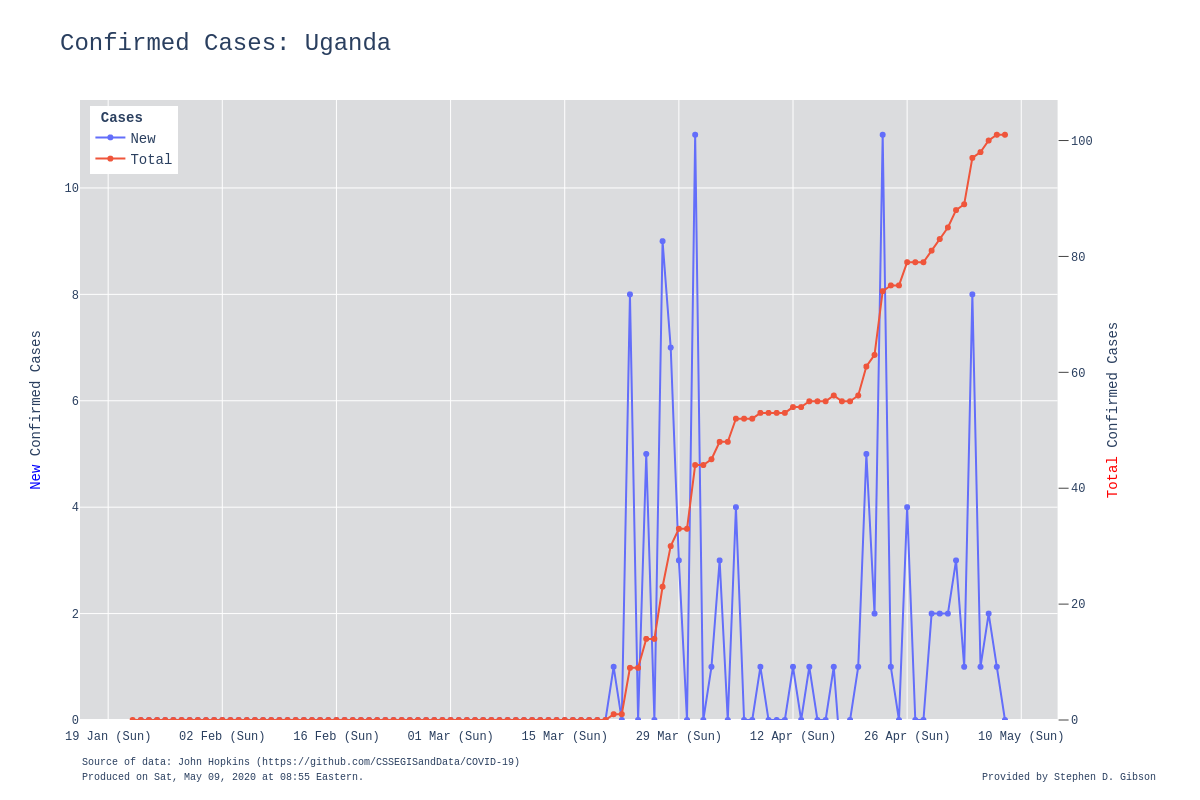 Confirmed Cases: Uganda
Cases
New
Total
10
8
6
4
2
0
100
80
60
40
20
0
New Confirmed Cases
Total Confirmed Cases
19 Jan (Sun) 02 Feb (Sun) 16 Feb (Sun) 01 Mar (Sun) 15 Mar (Sun) 29 Mar (Sun) 12 Apr (Sun) 26 Apr (Sun) 10 May (Sun)
Source of data: John Hopkins (https://github.com/CSSEGISandData/COVID-19)
Produced on Sat, May 09, 2020 at 08:55 Eastern.
Provided by Stephen D. Gibson